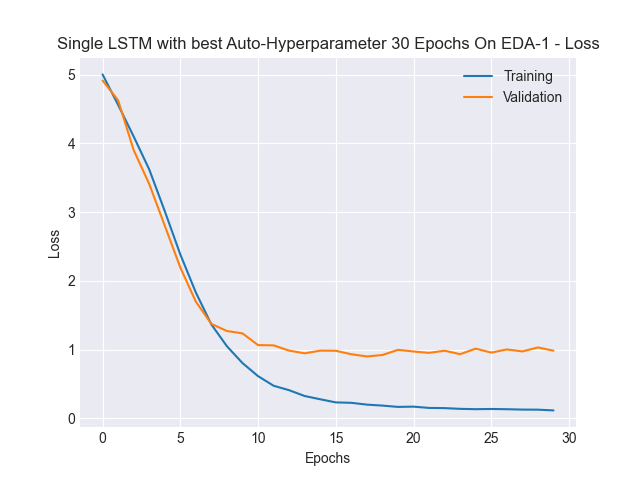 Single LSTM with best Auto-Hyperparameter 30 Epochs On EDA-1 - Loss
Training
Validation
5
4
3
2
1
0
Loss
0 5 10 15 20 25 30
Epochs